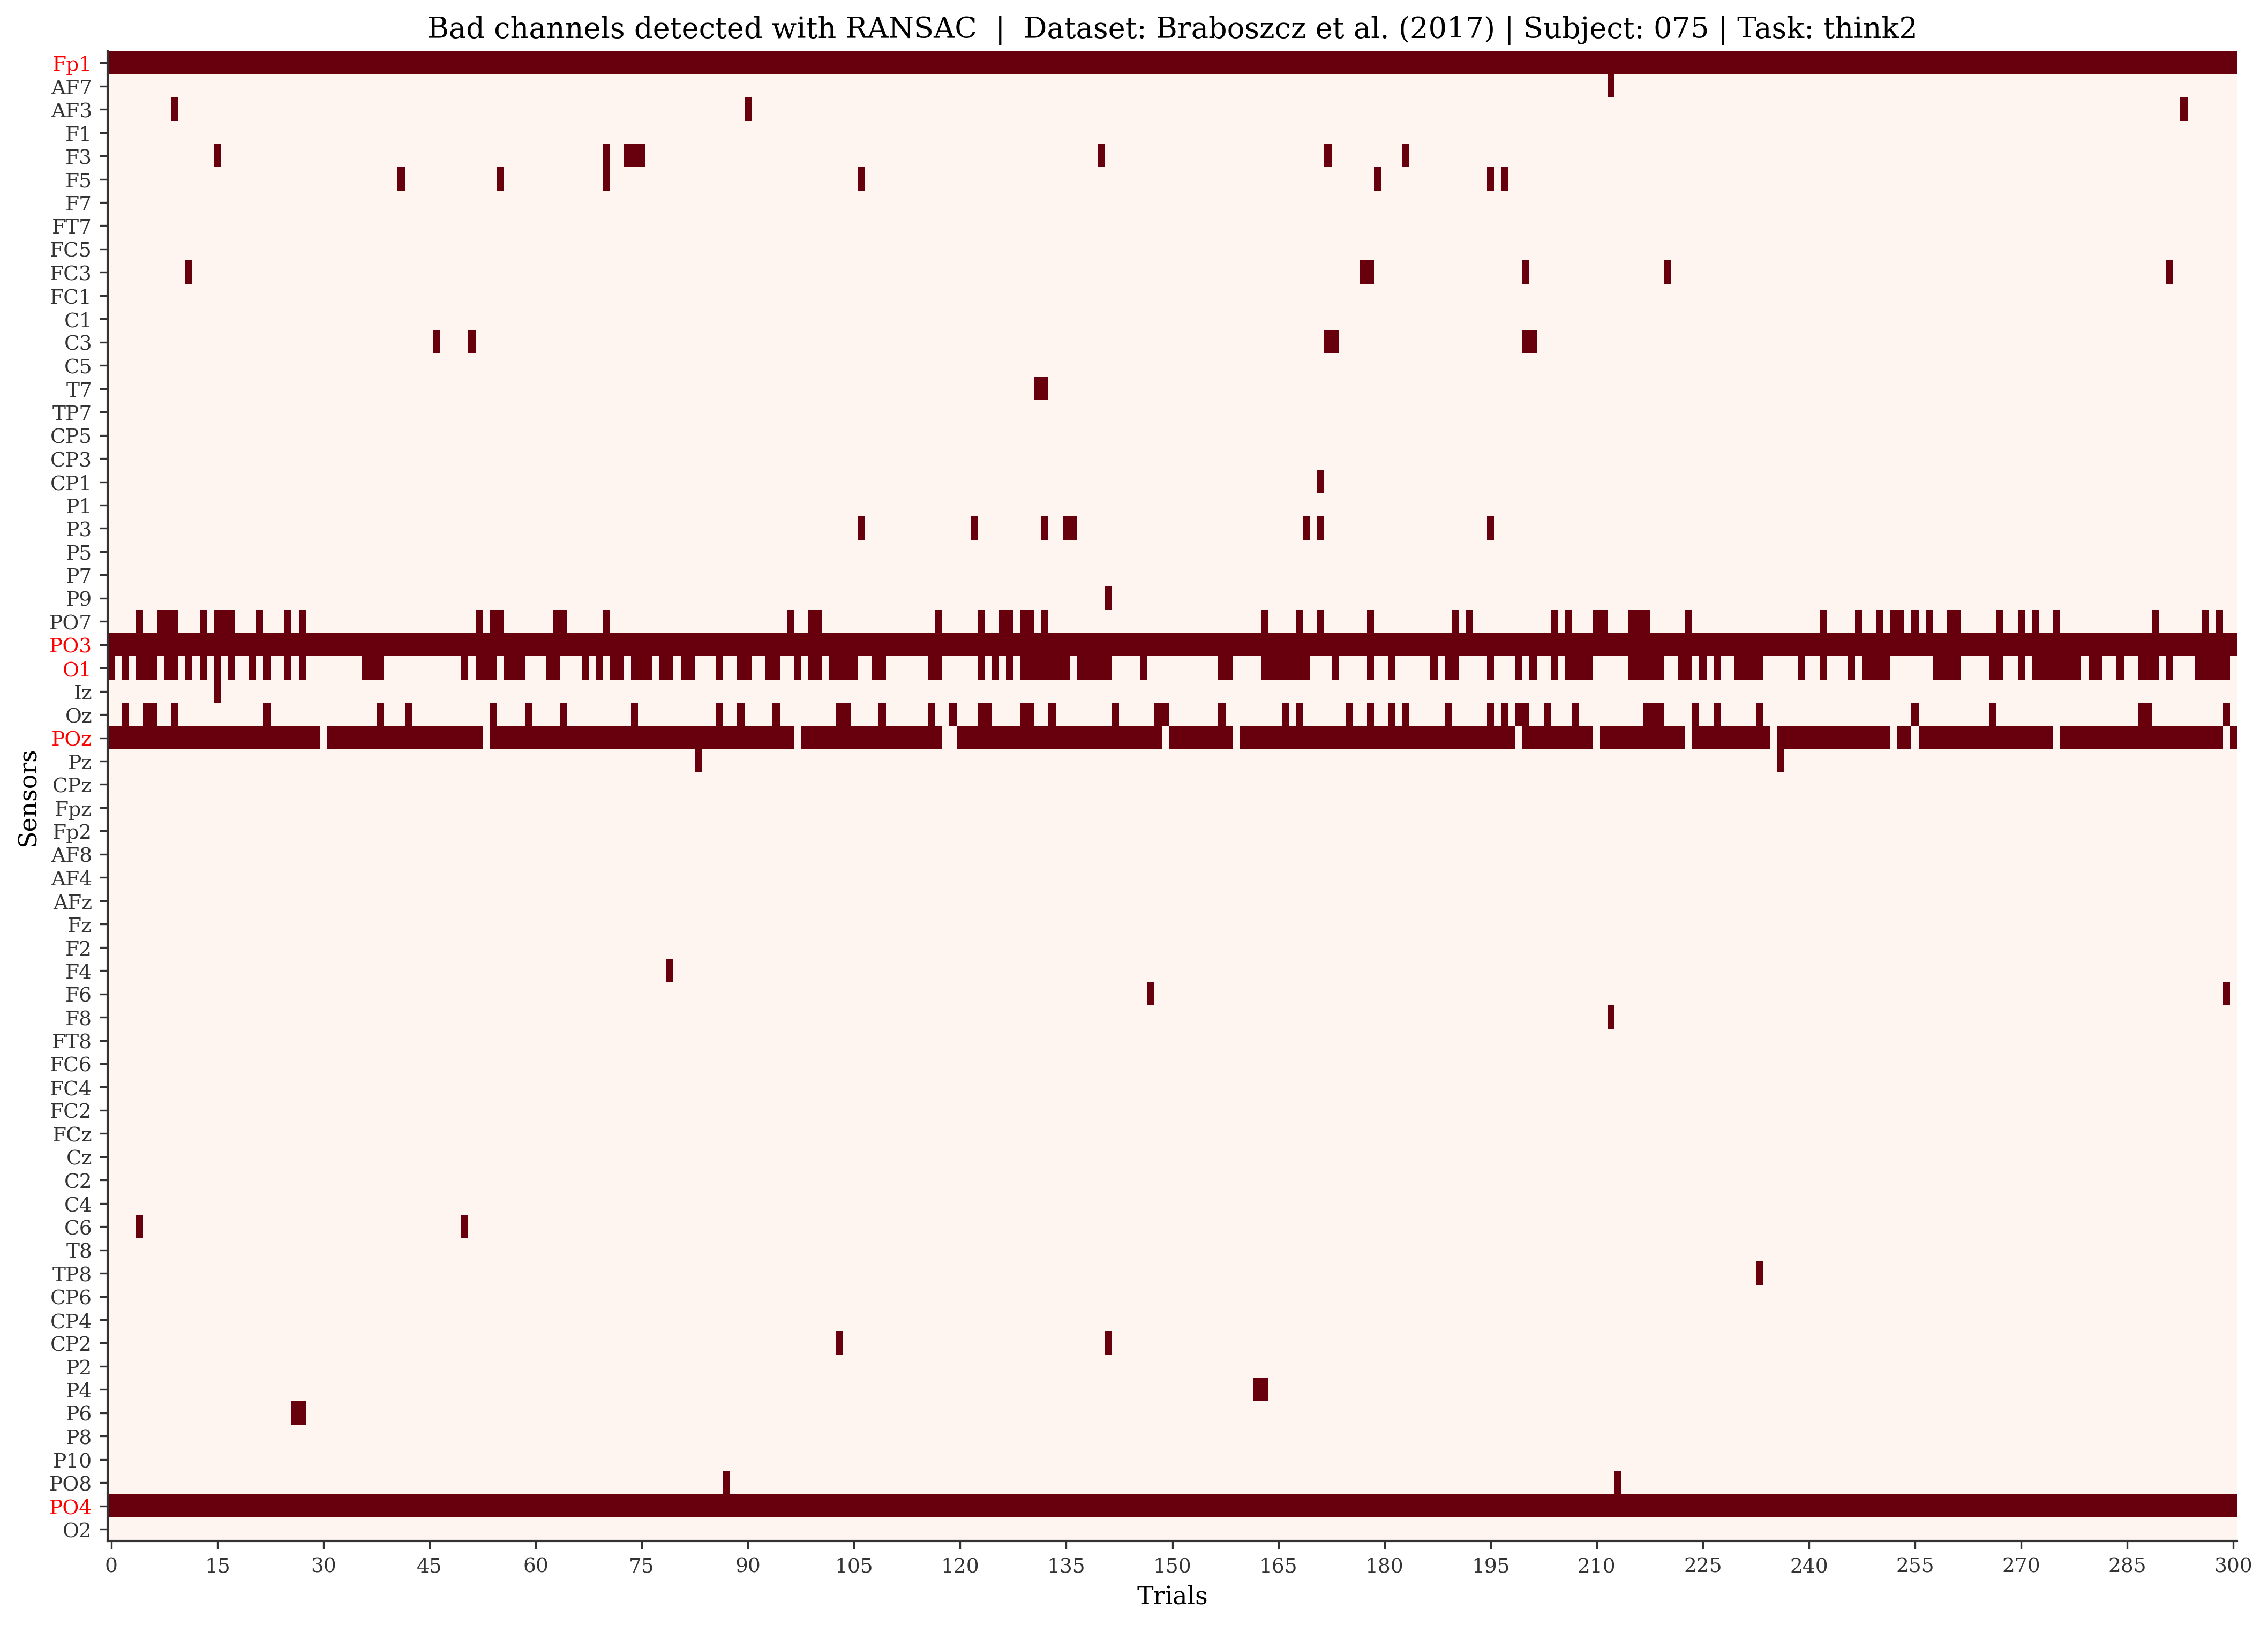 Bad channels detected with RANSAC | Dataset: Braboszcz et al. (2017) | Subject: 075 | Task: think2
Sensors
Fp1
AF7
AF3
F1
F3
F5
F7
FT7
FC5
FC3
FC1
C1
C3
C5
T7
TP7
CP5
CP3
CP1
P1
P3
P5
P7
P9
PO7
PO3
O1
Iz
Oz
POz
Pz
CPz
Fpz
Fp2
AF8
AF4
AFz
Fz
F2
F4
F6
F8
FT8
FC6
FC4
FC2
FCz
Cz
C2
C4
C6
T8
TP8
CP6
CP4
CP2
P2
P4
P6
P8
P10
PO8
PO4
O2
0 15 30 45 60 75 90 105 120 135 150 165 180 195 210 225 240 255 270 285 300
Trials